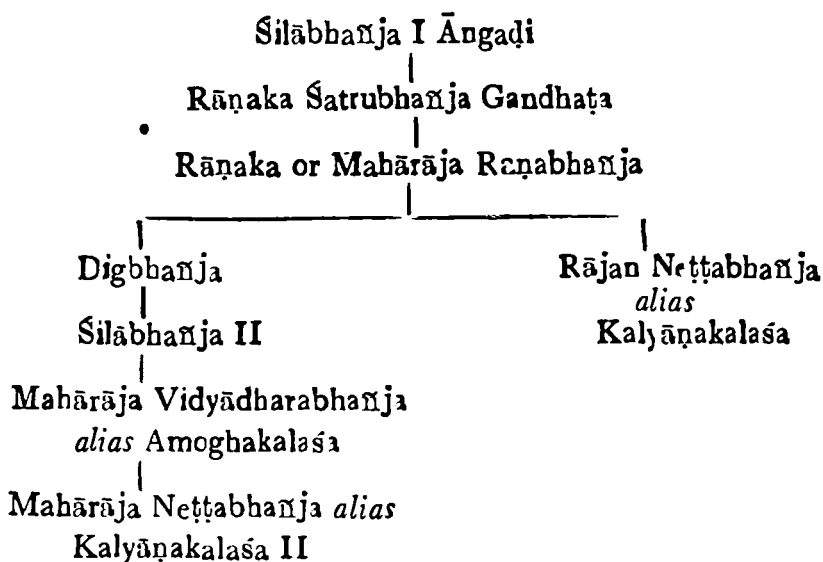 Śilābhañja I Āngaḍi
Rāṇaka Śatrubhañja Gandhaṭa
Rāṇaka or Mahārāja Raṇabhañja
Digbhañja
Śilābhañja II
Mahārāja Vidyādharabhañja
alias Amoghakalaśa
Mahārāja Neṭṭabhañja alias
Kalyāṇakalaśa II
Rājan Neṭṭabhañja
alias
Kalyāṇakalaśa